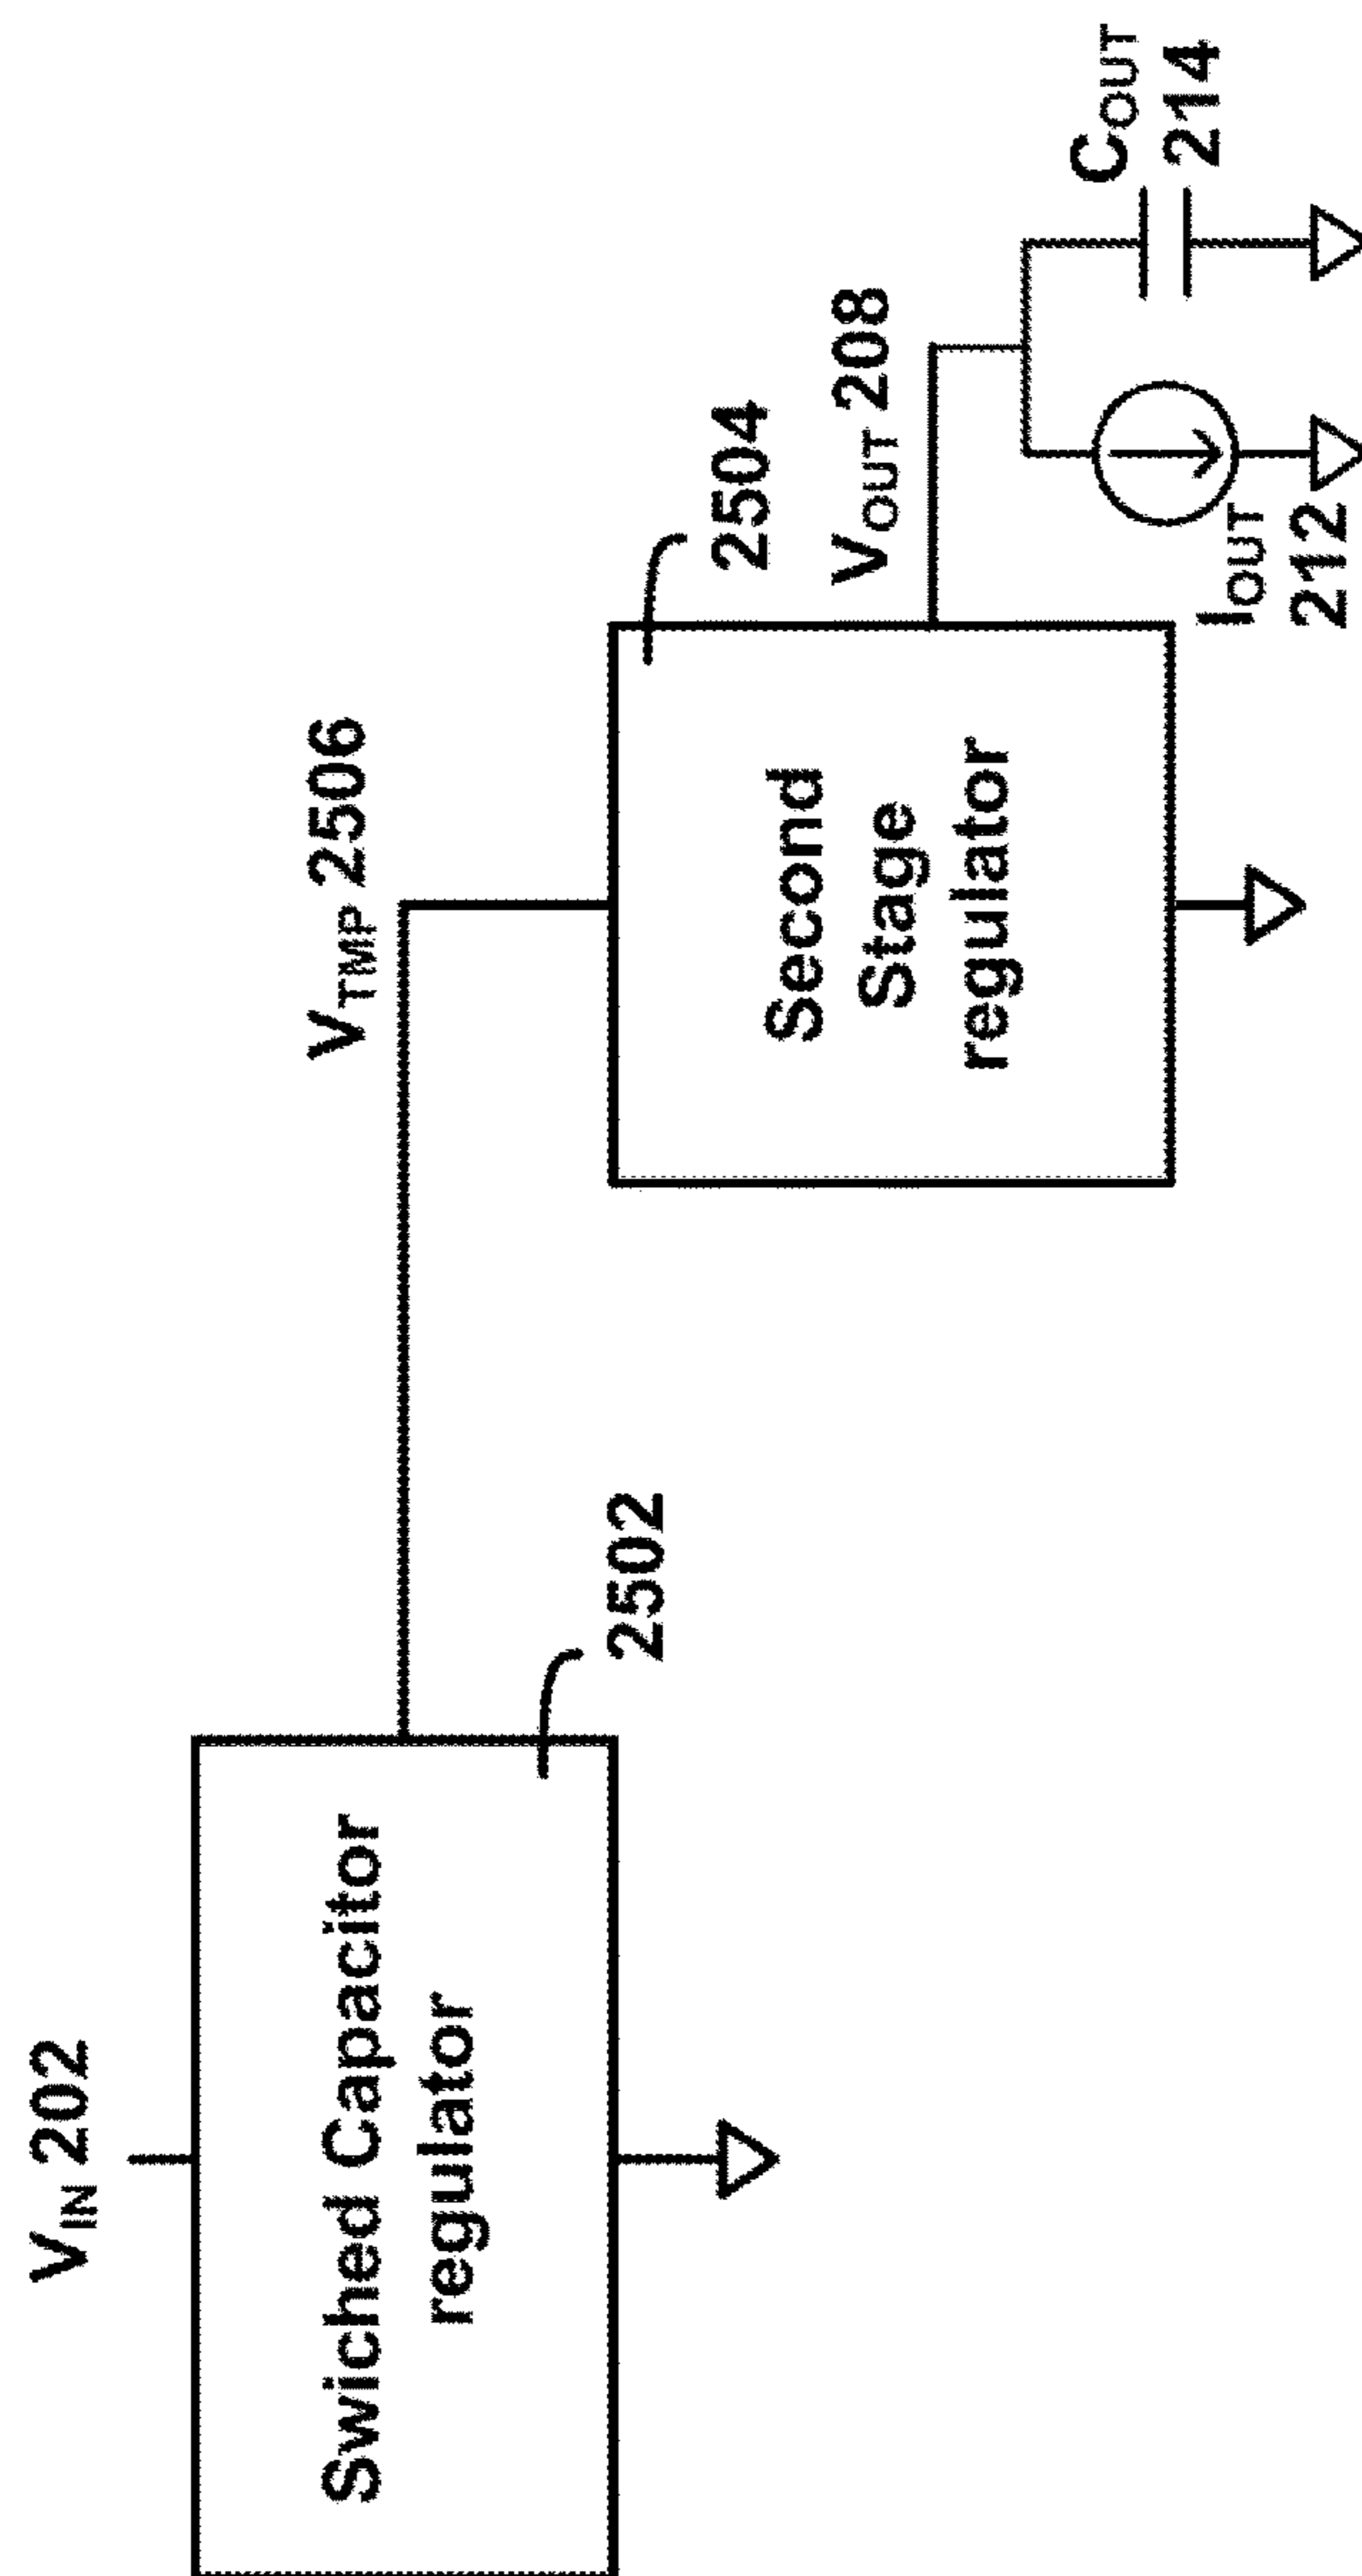 V_IN 202
Swiched Capacitor
regulator
2502
V_TMP 2506
Second
Stage
regulator
2504
V_OUT 208
I_OUT
212
C_OUT
214